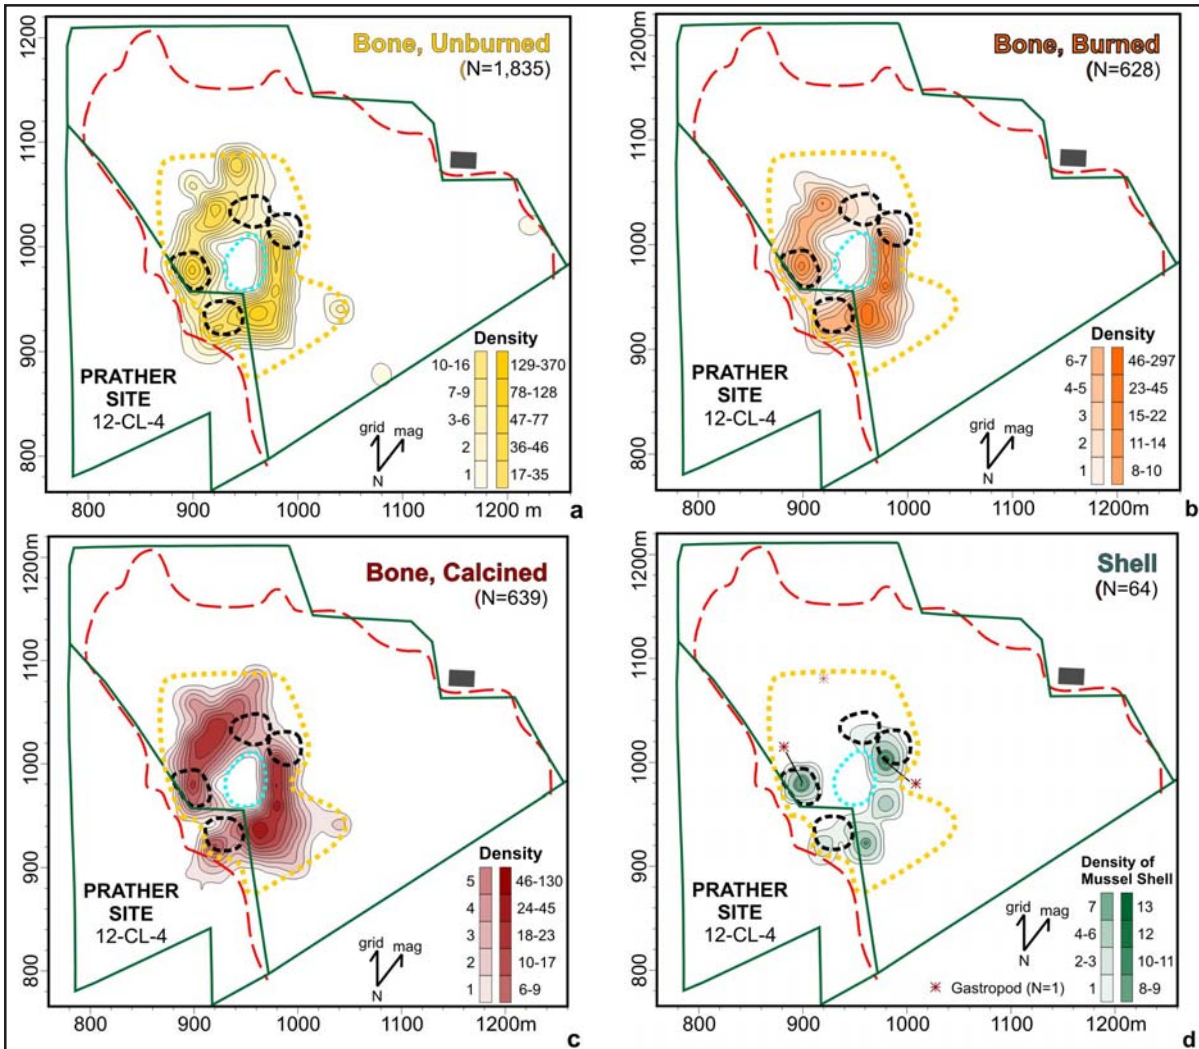 Bone, Unburned
(N=1,835)
1200
1100
1000
900
800
PRATHER
SITE
12-CL-4
grid mag
N
Density
10-16 129-370
7-9 78-128
3-6 47-77
2 36-46
1 17-35
800 900 1000 1100 1200 m
a
Bone, Burned
(N=628)
1200m
1100
1000
900
800
PRATHER
SITE
12-CL-4
grid mag
N
Density
6-7 46-297
4-5 23-45
3 15-22
2 11-14
1 8-10
800 900 1000 1100 1200m
b
Bone, Calcined
(N=639)
1200
1100
1000
900
800
PRATHER
SITE
12-CL-4
grid mag
N
Density
5 46-130
4 24-45
3 18-23
2 10-17
1 6-9
800 900 1000 1100 1200m
c
Shell
(N=64)
1200m
1100
1000
900
800
PRATHER
SITE
12-CL-4
grid mag
N
Density of
Mussel Shell
7 13
4-6 12
2-3 10-11
1 8-9
Gastropod (N=1)
800 900 1000 1100 1200m
d